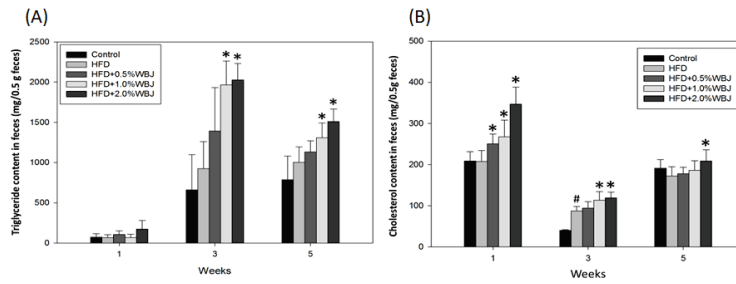 (A)
Triglyceride content in feces (mg/0.5 g feces)
2500
2000
1500
1000
500
0
Control
HFD
HFD+0.5%WBJ
HFD+1.0%WBJ
HFD+2.0%WBJ
* *
* *
1 3 5
Weeks
(B)
Cholesterol content in feces (mg/0.5g feces)
500
400
300
200
100
0
Control
HFD
HFD+0.5%WBJ
HFD+1.0%WBJ
HFD+2.0%WBJ
* * *
# * *
*
1 3 5
Weeks